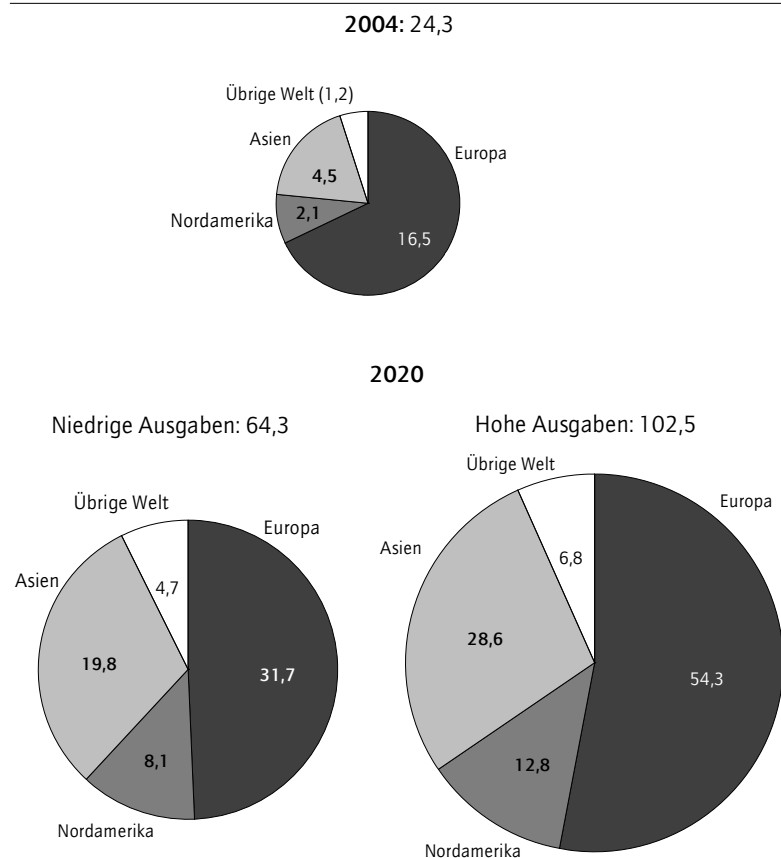 2004: 24,3
Übrige Welt (1,2)
Asien
Europa
4,5
Nordamerika
2,1
16,5
2020
Niedrige Ausgaben: 64,3
Übrige Welt
Europa
Asien
4,7
19,8
31,7
8,1
Nordamerika
Hohe Ausgaben: 102,5
Übrige Welt
Europa
Asien
6,8
28,6
54,3
12,8
Nordamerika